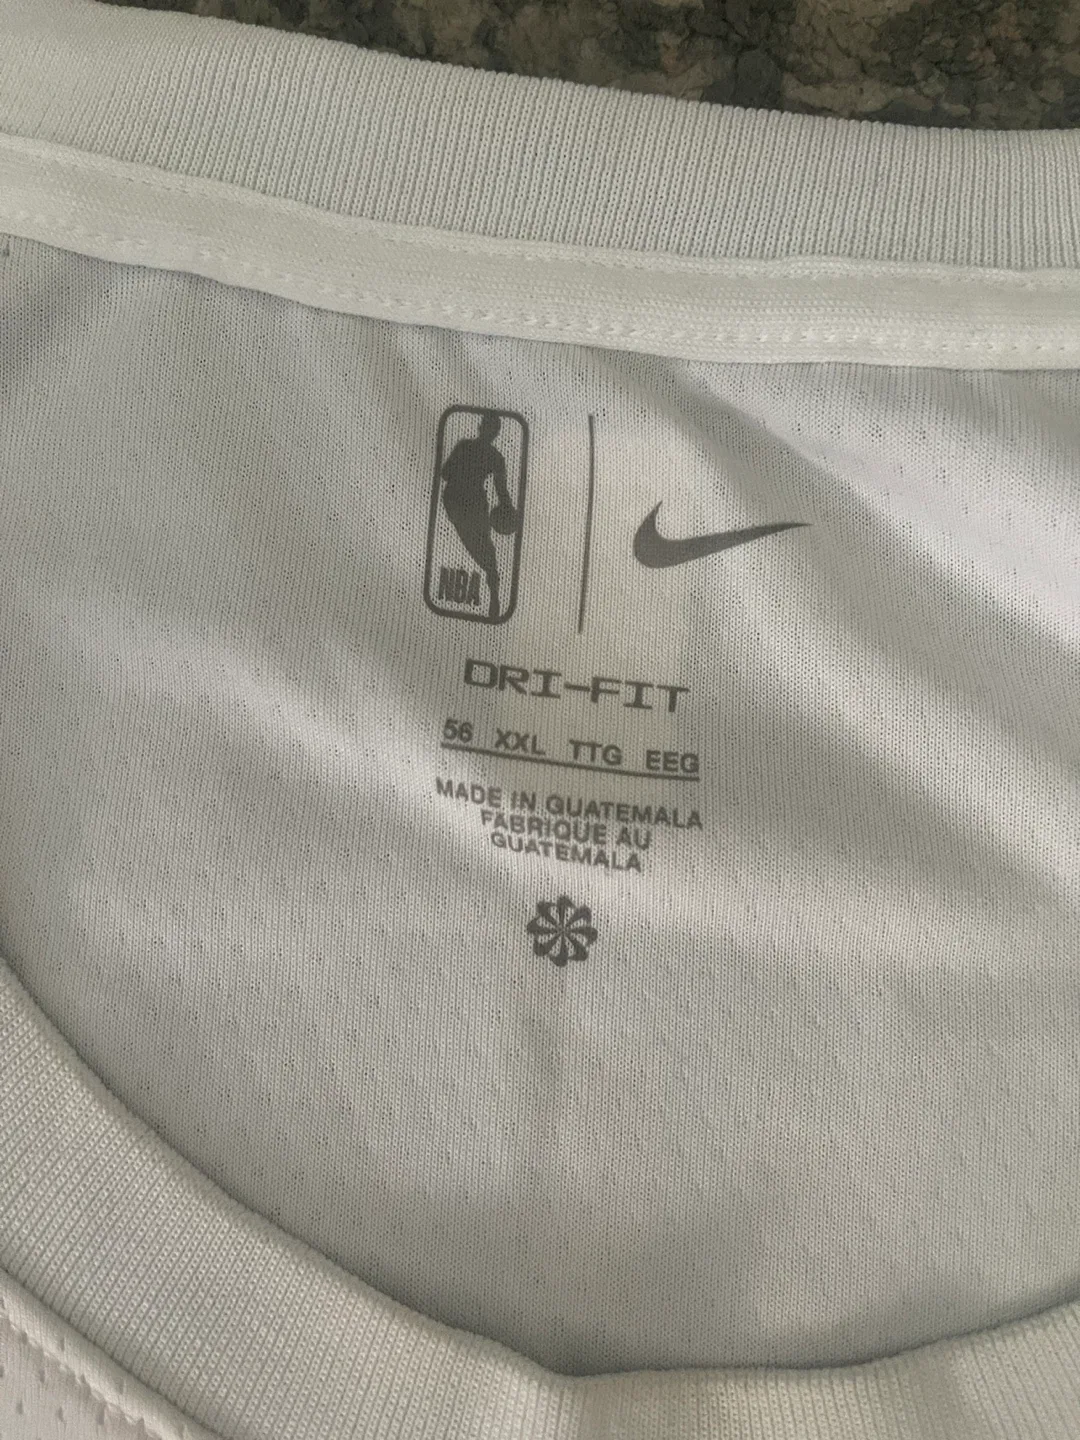 NBA
DRI-FIT
56 XXL TTG EEG
MADE IN GUATEMALA
FABRIQUE AU
GUATEMALA